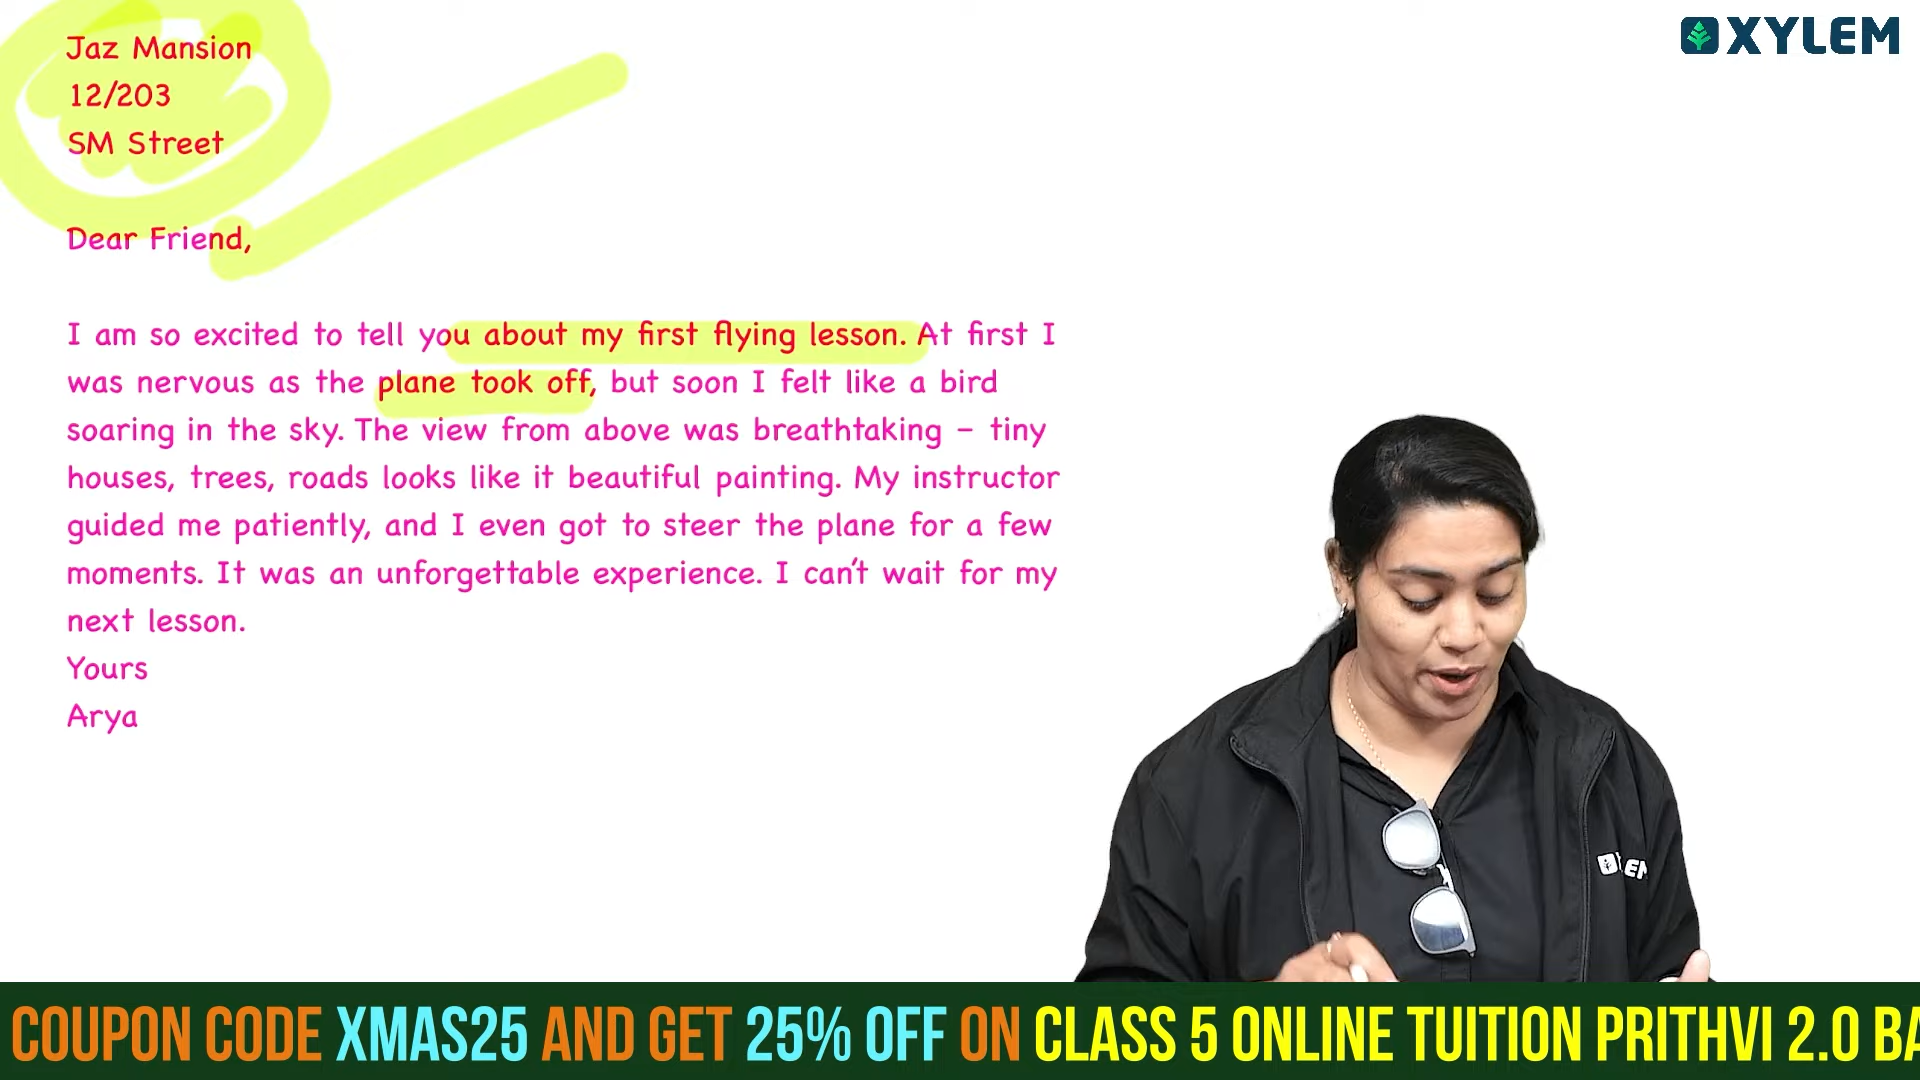 Jaz Mansion
12/203
SM Street
XYLEM
Dear Friend,
I am so excited to tell you about my first flying lesson. At first I
was nervous as the plane took off, but soon I felt like a bird
soaring in the sky. The view from above was breathtaking – tiny
houses, trees, roads looks like it beautiful painting. My instructor
guided me patiently, and I even got to steer the plane for a few
moments. It was an unforgettable experience. I can't wait for my
next lesson.
Yours
Arya
COUPON CODE XMAS25 AND GET 25% OFF ON CLASS 5 ONLINE TUITION PRITHVI 2.0 BA